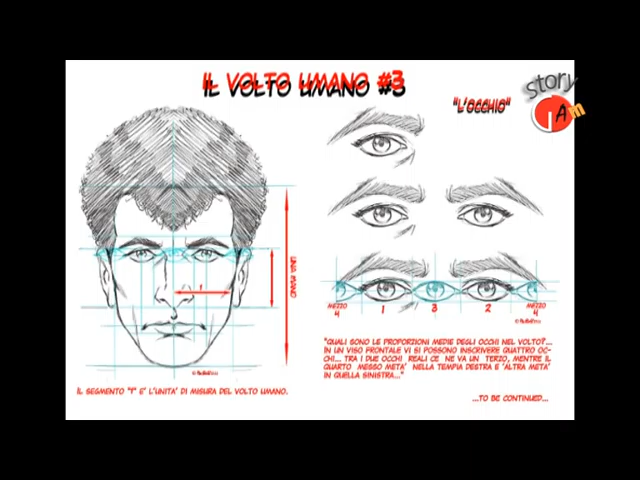 IL VOLTO UMANO #3
"L'OCCHIO"
Story
JAm
UNA MANO
1
MEZZO
4
1
3
2
MEZZO
4
"QUALI SONO LE PROPORZIONI MEDIE DEGLI OCCHI NEL VOLTO?...
IN UN VISO FRONTALE VI SI POSSONO INSCRIVERE QUATTRO OC-
CHI... TRA I DUE OCCHI REALI CE NE VA UN TERZO, MENTRE IL
QUARTO MESSO META' NELLA TEMPIA DESTRA E 'ALTRA META'
IN QUELLA SINISTRA..."
IL SEGMENTO "1" E' L'UNITA' DI MISURA DEL VOLTO UMANO.
...TO BE CONTINUED...